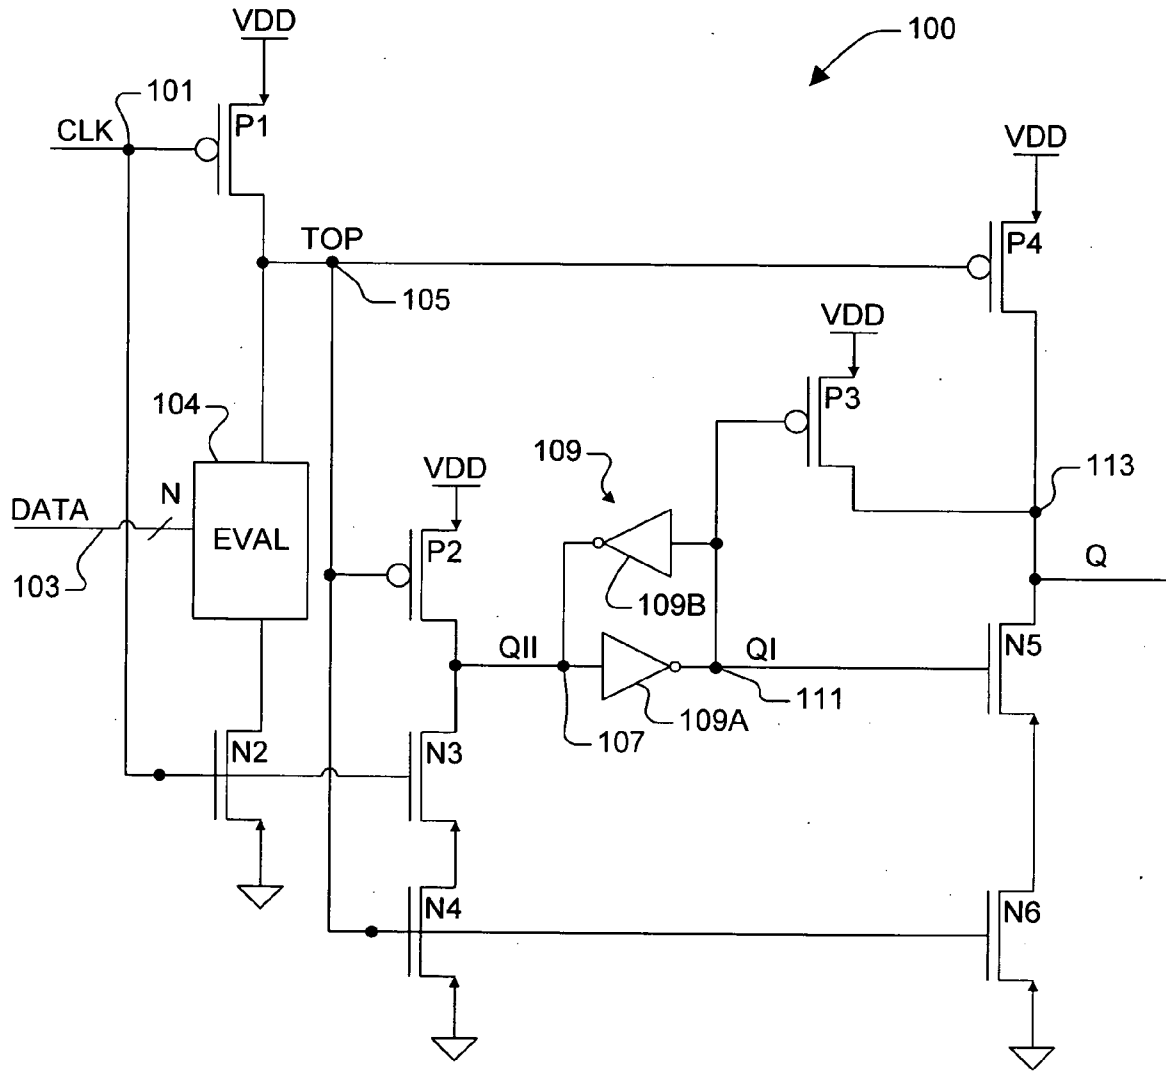 VDD
100
101
CLK
P1
VDD
TOP
P4
105
VDD
104
P3
109
113
VDD
N
DATA
EVAL
P2
Q
103
109B
QII
QI
N5
111
109A
107
N2
N3
N4
N6